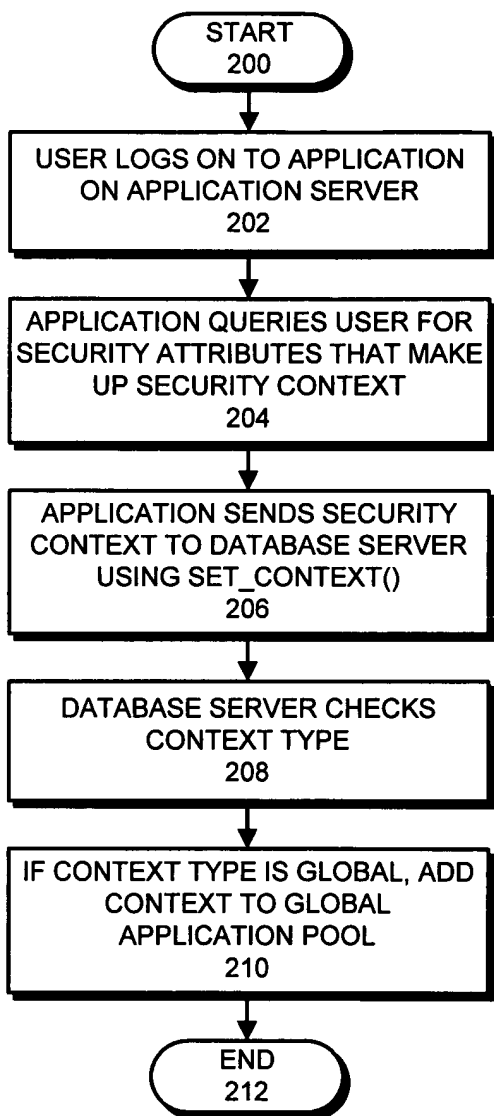 START
200
USER LOGS ON TO APPLICATION
ON APPLICATION SERVER
202
APPLICATION QUERIES USER FOR
SECURITY ATTRIBUTES THAT MAKE
UP SECURITY CONTEXT
204
APPLICATION SENDS SECURITY
CONTEXT TO DATABASE SERVER
USING SET_CONTEXT()
206
DATABASE SERVER CHECKS
CONTEXT TYPE
208
IF CONTEXT TYPE IS GLOBAL, ADD
CONTEXT TO GLOBAL
APPLICATION POOL
210
END
212